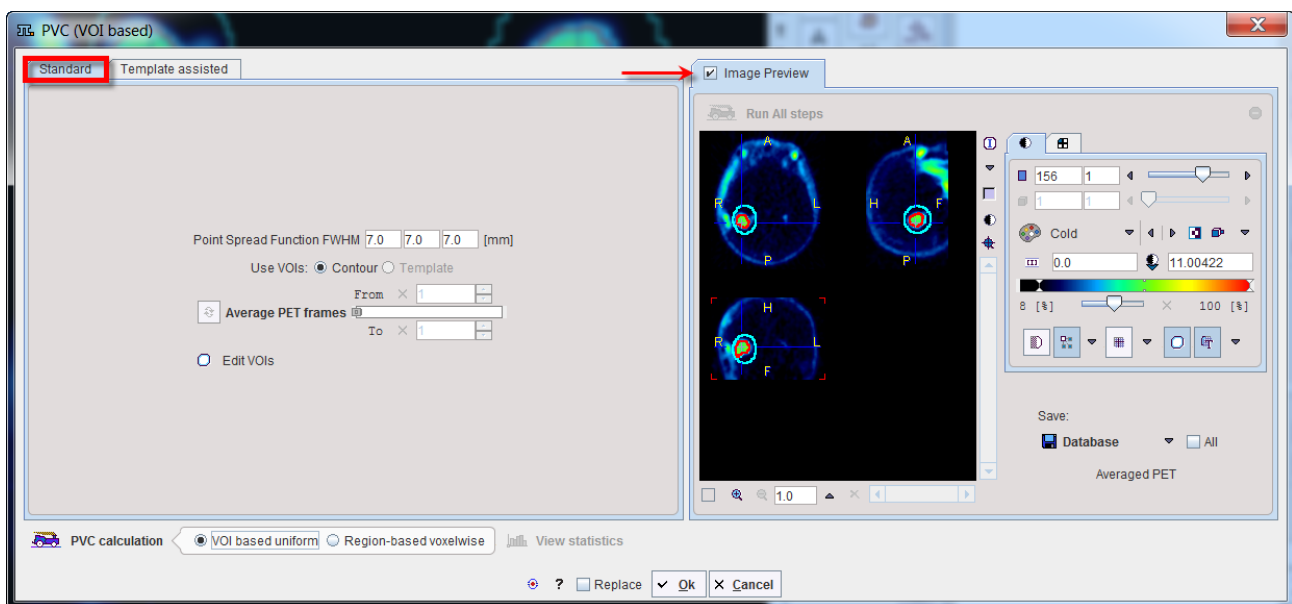 PVC (VOI based)
Standard
Template assisted
Image Preview
Run All steps
A
R
L
P
A
H
F
P
H
R
L
F
156
1
1
1
Cold
0.0
11.00422
8 [%]
100 [%]
Point Spread Function FWHM 7.0 7.0 7.0 [mm]
Use VOIs: Contour Template
From 1
Average PET frames
To 1
Edit VOIs
Save:
Database
All
Averaged PET
1.0
PVC calculation
VOI based uniform
Region-based voxelwise
View statistics
? Replace Ok Cancel